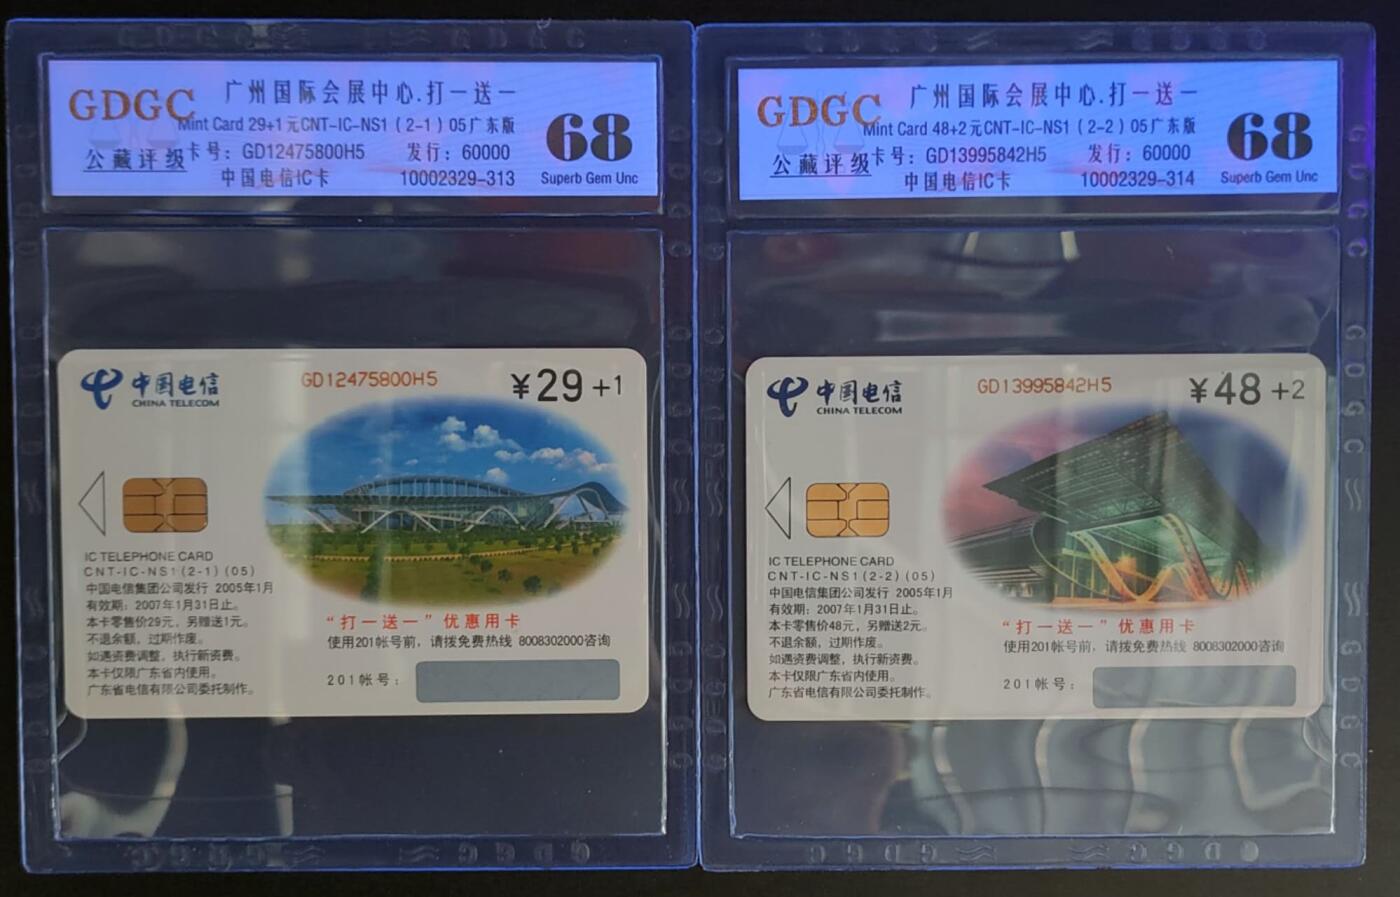 GDGC
公藏评级
广州国际会展中心.打一送一
Mint Card 29+1元CNT-IC-NS1（2-1）05广东版
卡号：GD12475800H5 发行：60000
中国电信IC卡 10002329-313
68
Superb Gem Unc
中国电信
CHINA TELECOM
GD12475800H5
¥29+1
IC TELEPHONE CARD
CNT-IC-NS1(2-1)(05)
中国电信集团公司发行 2005年1月
有效期：2007年1月31日止。
本卡零售价29元，另赠送1元。
不退余额，过期作废。
如遇资费调整，执行新资费。
本卡仅限广东省内使用。
广东省电信有限公司委托制作。
“打一送一”优惠用卡
使用201帐号前，请拨免费热线 8008302000咨询
201帐号：
GDGC
公藏评级
广州国际会展中心.打一送一
Mint Card 48+2元CNT-IC-NS1（2-2）05广东版
卡号：GD13995842H5 发行：60000
中国电信IC卡 10002329-314
68
Superb Gem Unc
中国电信
CHINA TELECOM
GD13995842H5
¥48+2
IC TELEPHONE CARD
CNT-IC-NS1(2-2)(05)
中国电信集团公司发行 2005年1月
有效期：2007年1月31日止。
本卡零售价48元，另赠送2元。
不退余额，过期作废。
如遇资费调整，执行新资费。
本卡仅限广东省内使用。
广东省电信有限公司委托制作。
“打一送一”优惠用卡
使用201帐号前，请拨免费热线 8008302000咨询
201帐号：